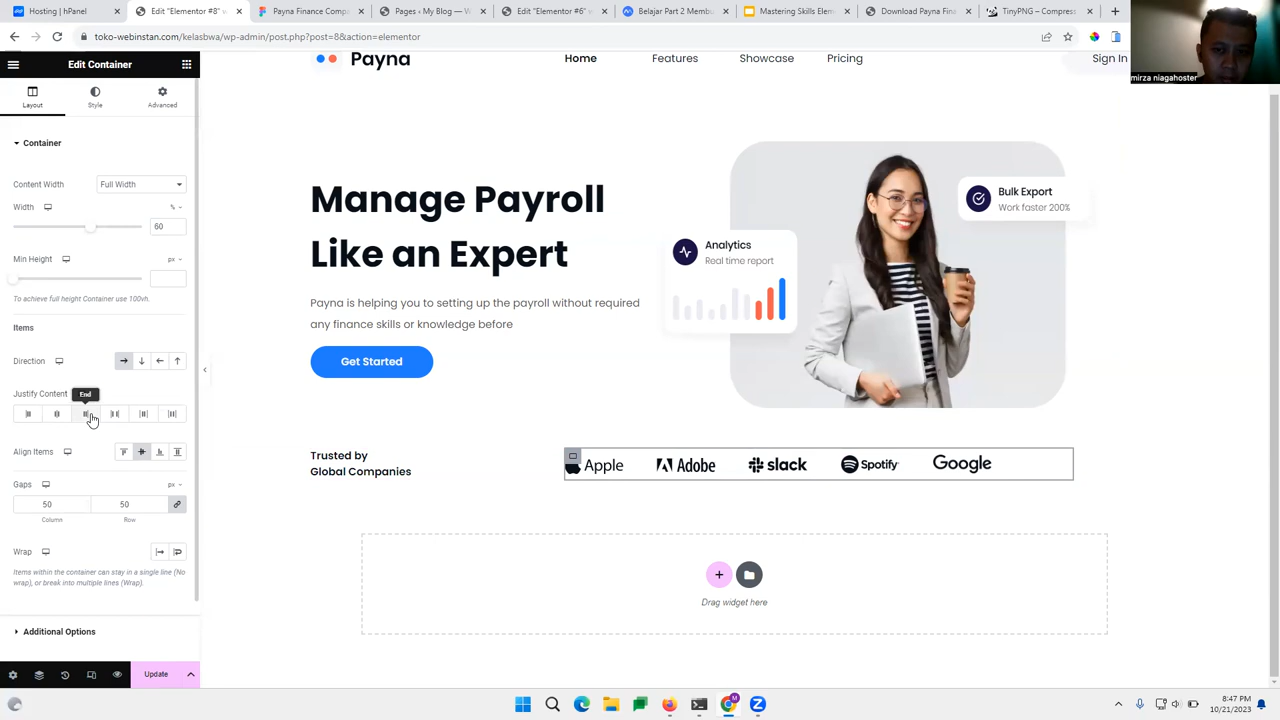 Hosting | hPanel
Edit "Elementor #8"
Payna Finance Comp
Pages ‹ My Blog — W
Edit "Elementor #6"
Belajar Part 2 Membu
Mastering Skills Elem
Download Payna Fina
TinyPNG – Compress
toko-webinstan.com/kelasbwa/wp-admin/post.php?post=8&action=elementor
mirza niagahoster
Edit Container
Layout
Style
Advanced
Container
Content Width
Full Width
Width
%
60
Min Height
px
To achieve full height Container use 100vh.
Items
Direction
Justify Content
End
Align Items
Gaps
px
50
50
Column
Row
Wrap
Items within the container can stay in a single line (No
wrap), or break into multiple lines (Wrap).
Additional Options
Update
Payna
Home
Features
Showcase
Pricing
Sign In
Manage Payroll
Like an Expert
Payna is helping you to setting up the payroll without required
any finance skills or knowledge before
Get Started
Analytics
Real time report
Bulk Export
Work faster 200%
Trusted by
Global Companies
Apple
Adobe
slack
Spotify
Google
Drag widget here
M
8:47 PM
10/21/2023